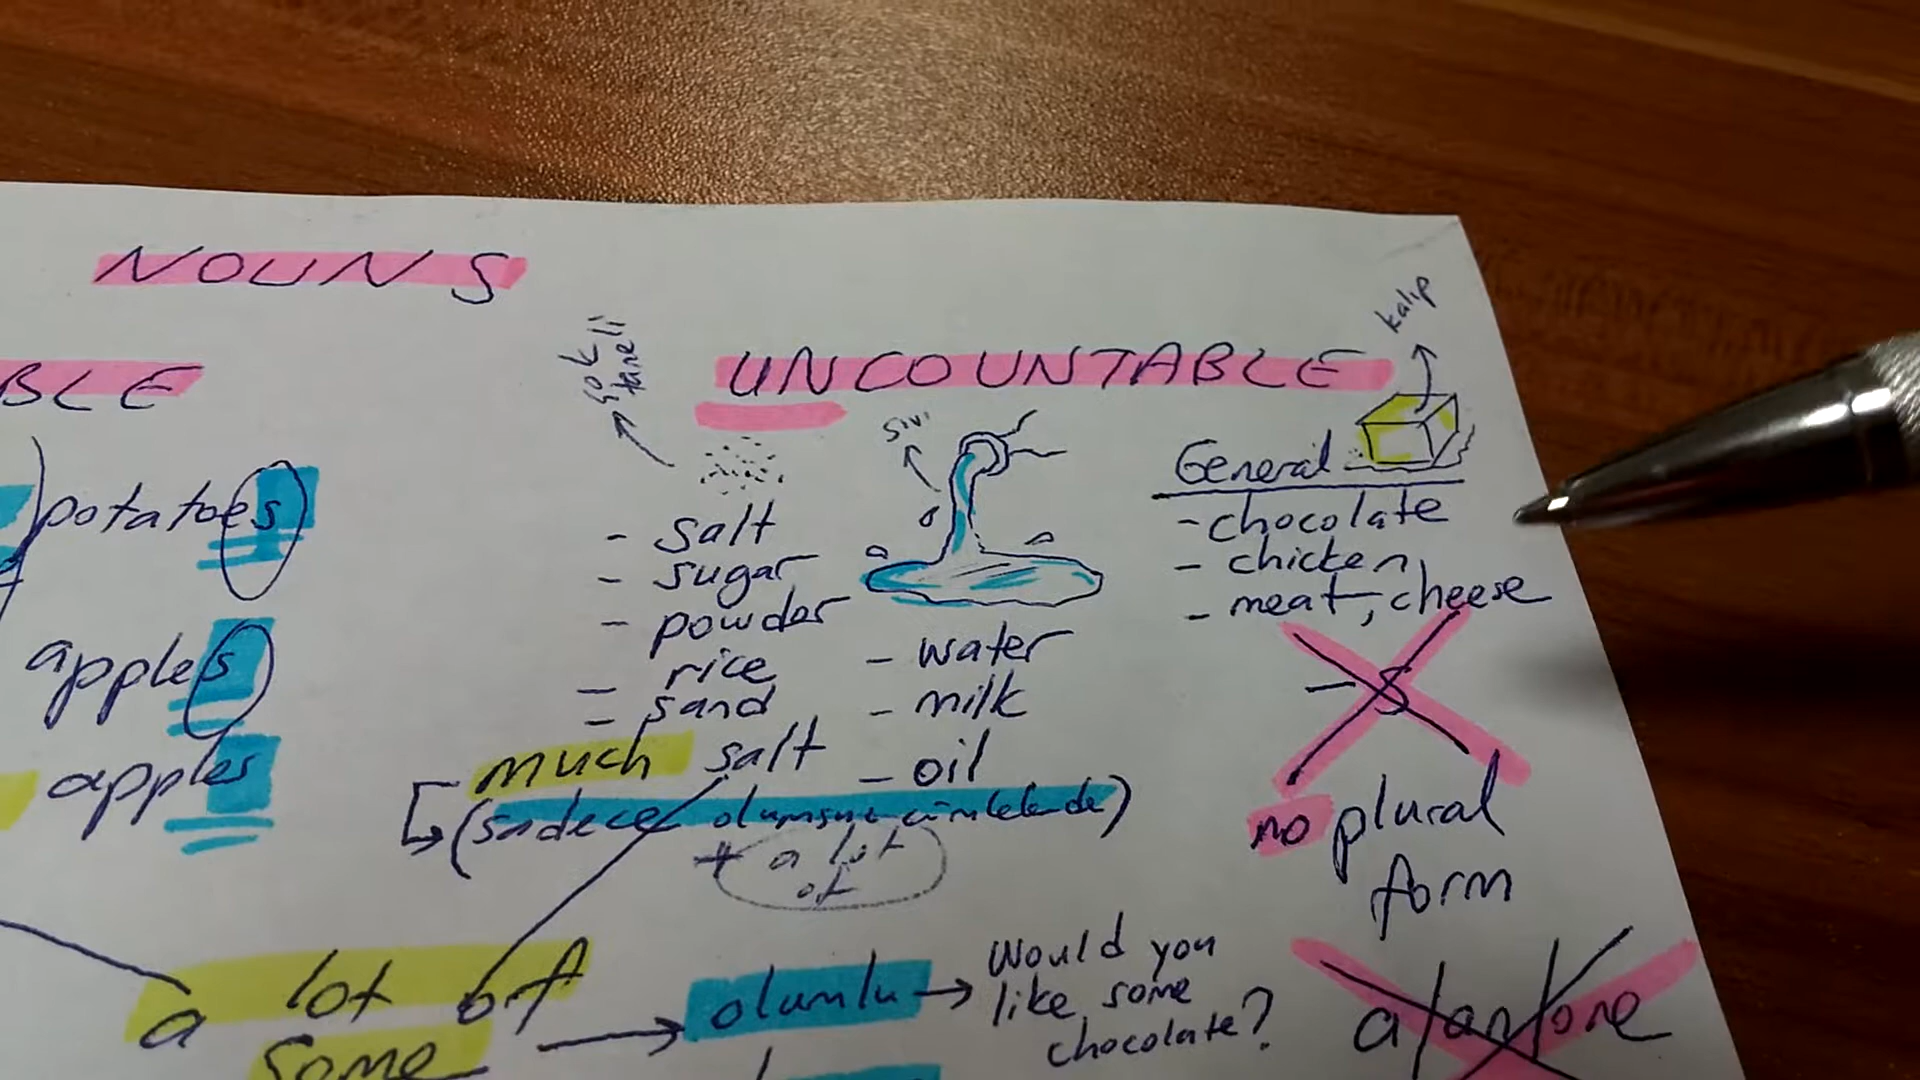 NOUNS
BLE
potatoes
apples
apples
UNCOUNTABLE
çok
taneli
- salt
- sugar
- powder
- rice
- sand
much salt
(sadece olumsuz cümlelerde)
+ a lot
of
sıvı
- water
- milk
- oil
kalıp
General
- chocolate
- chicken
- meat, cheese
-s
no plural
form
a/an/one
a lot of
some
olumlu
Would you
like some
chocolate?